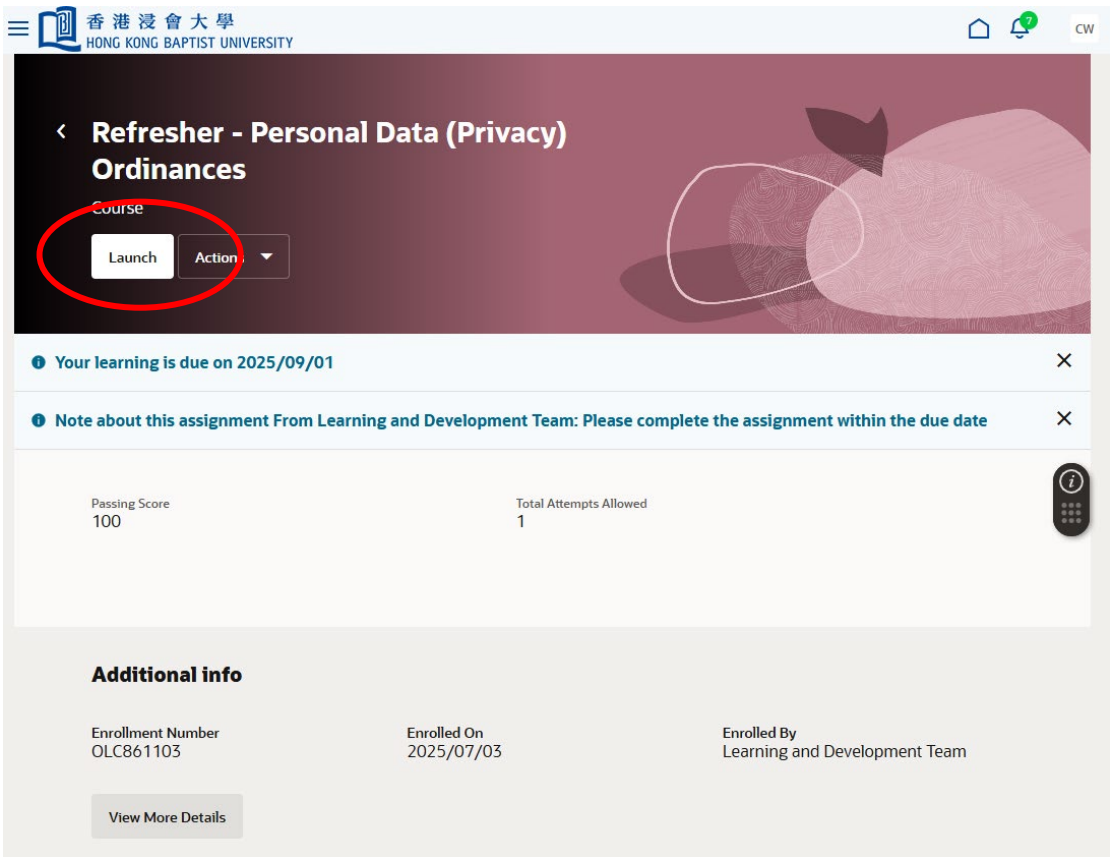 香港浸會大學
HONG KONG BAPTIST UNIVERSITY
7
CW
Refresher - Personal Data (Privacy)
Ordinances
Course
Launch
Action
Your learning is due on 2025/09/01
Note about this assignment From Learning and Development Team: Please complete the assignment within the due date
Passing Score
100
Total Attempts Allowed
1
Additional info
Enrollment Number
OLC861103
Enrolled On
2025/07/03
Enrolled By
Learning and Development Team
View More Details